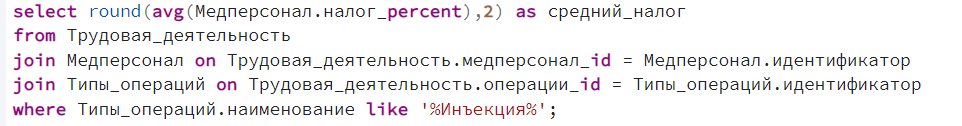 select round(avg(Медперсонал.налог_percent),2) as средний_налог
from Трудовая_деятельность
join Медперсонал on Трудовая_деятельность.медперсонал_id = Медперсонал.идентификатор
join Типы_операций on Трудовая_деятельность.операции_id = Типы_операций.идентификатор
where Типы_операций.наименование like '%Инъекция%';